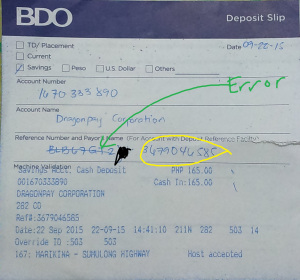 BDO Deposit Slip
TD/ Placement Date 09-22-15
Current
Savings Peso U.S. Dollar Others
Error
Account Number
1670 333 890
Account Name
Dragonpay Corporation
Reference Number and Payor's Name (For Account with Deposit Reference Facility)
3679046585
Machine Validation
Savings Acct. Cash Deposit PHP 165.00
001670333890 Cash In:165.00
DRAGONPAY CORPORATION
282 CO
Ref#:3679046585
Date:22 Sep 2015 22-09-15 14:41:10 211N 282 503 14
Override ID :503 503
167: MARIKINA - SUMULONG HIGHWAY Host accepted